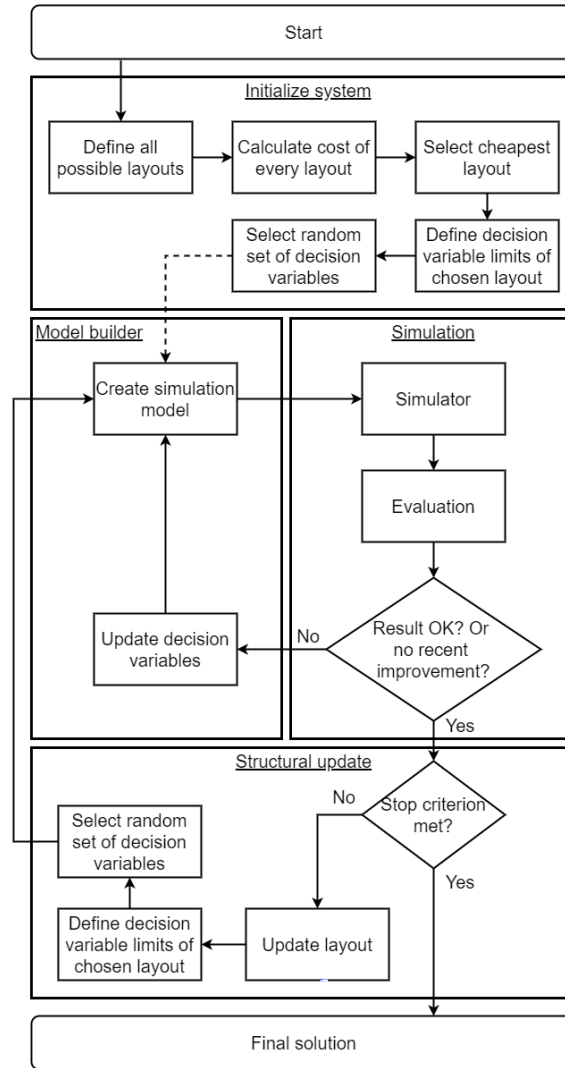 Start
Initialize system
Define all
possible layouts
Calculate cost of
every layout
Select cheapest
layout
Select random
set of decision
variables
Define decision
variable limits of
chosen layout
Model builder
Simulation
Create simulation
model
Simulator
Evaluation
Update decision
variables
No
Result OK? Or
no recent
improvement?
Yes
Structural update
Select random
set of decision
variables
No
Stop criterion
met?
Yes
Define decision
variable limits of
chosen layout
Update layout
Final solution